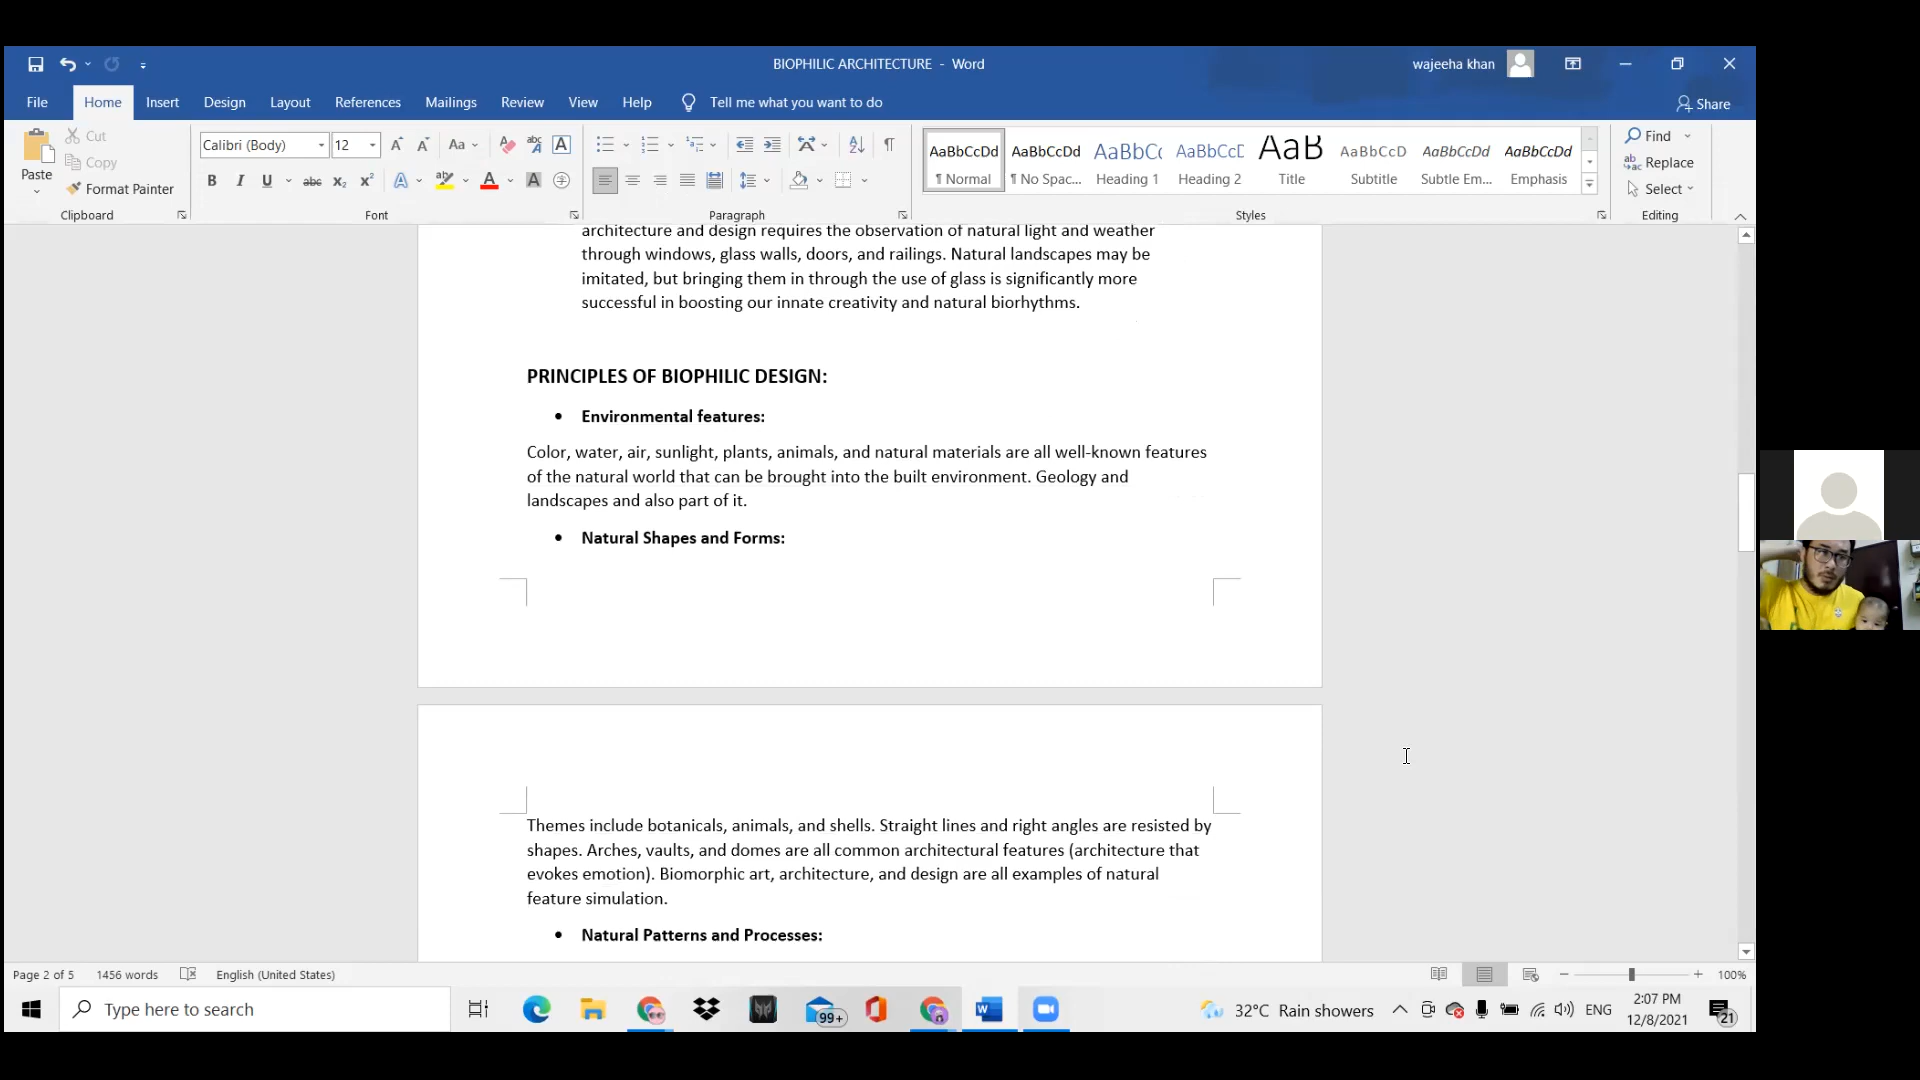 BIOPHILIC ARCHITECTURE - Word
wajeeha khan
File Home Insert Design Layout References Mailings Review View Help Tell me what you want to do
Share
Paste
Cut
Copy
Format Painter
Clipboard
Calibri (Body) 12
Font
Paragraph
AaBbCcDd AaBbCcDd AaBbC AaBbCcD AaB AaBbCcD AaBbCcDd AaBbCcDd
¶ Normal ¶ No Spac... Heading 1 Heading 2 Title Subtitle Subtle Em... Emphasis
Styles
Find
Replace
Select
Editing
architecture and design requires the observation of natural light and weather
through windows, glass walls, doors, and railings. Natural landscapes may be
imitated, but bringing them in through the use of glass is significantly more
successful in boosting our innate creativity and natural biorhythms.
PRINCIPLES OF BIOPHILIC DESIGN:
• Environmental features:
Color, water, air, sunlight, plants, animals, and natural materials are all well-known features
of the natural world that can be brought into the built environment. Geology and
landscapes and also part of it.
• Natural Shapes and Forms:
Themes include botanicals, animals, and shells. Straight lines and right angles are resisted by
shapes. Arches, vaults, and domes are all common architectural features (architecture that
evokes emotion). Biomorphic art, architecture, and design are all examples of natural
feature simulation.
• Natural Patterns and Processes:
Page 2 of 5 1456 words English (United States) 100%
Type here to search
99+
32°C Rain showers
ENG
2:07 PM
12/8/2021
21